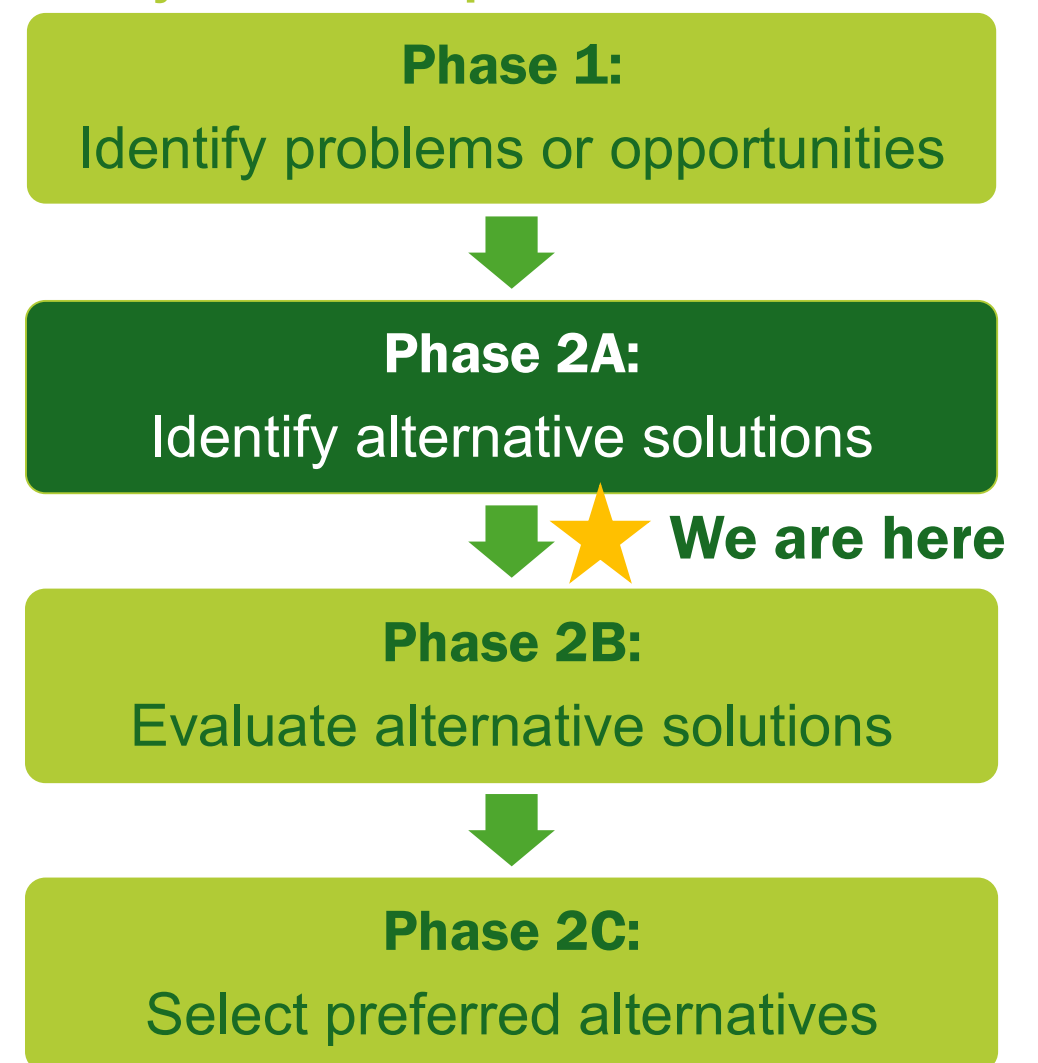 Phase 1:
Identify problems or opportunities
Phase 2A:
Identify alternative solutions
We are here
Phase 2B:
Evaluate alternative solutions
Phase 2C:
Select preferred alternatives